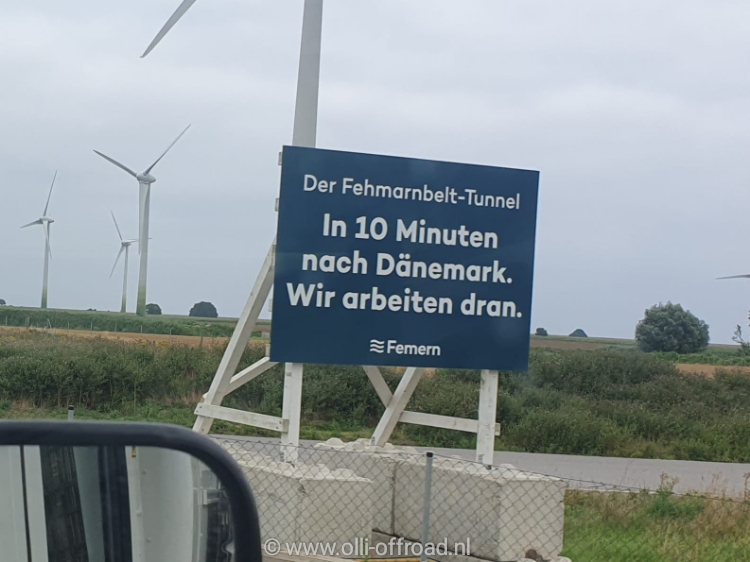 Der Fehmarnbelt-Tunnel
In 10 Minuten
nach Dänemark.
Wir arbeiten dran.
Femern
© www.olli-offroad.nl